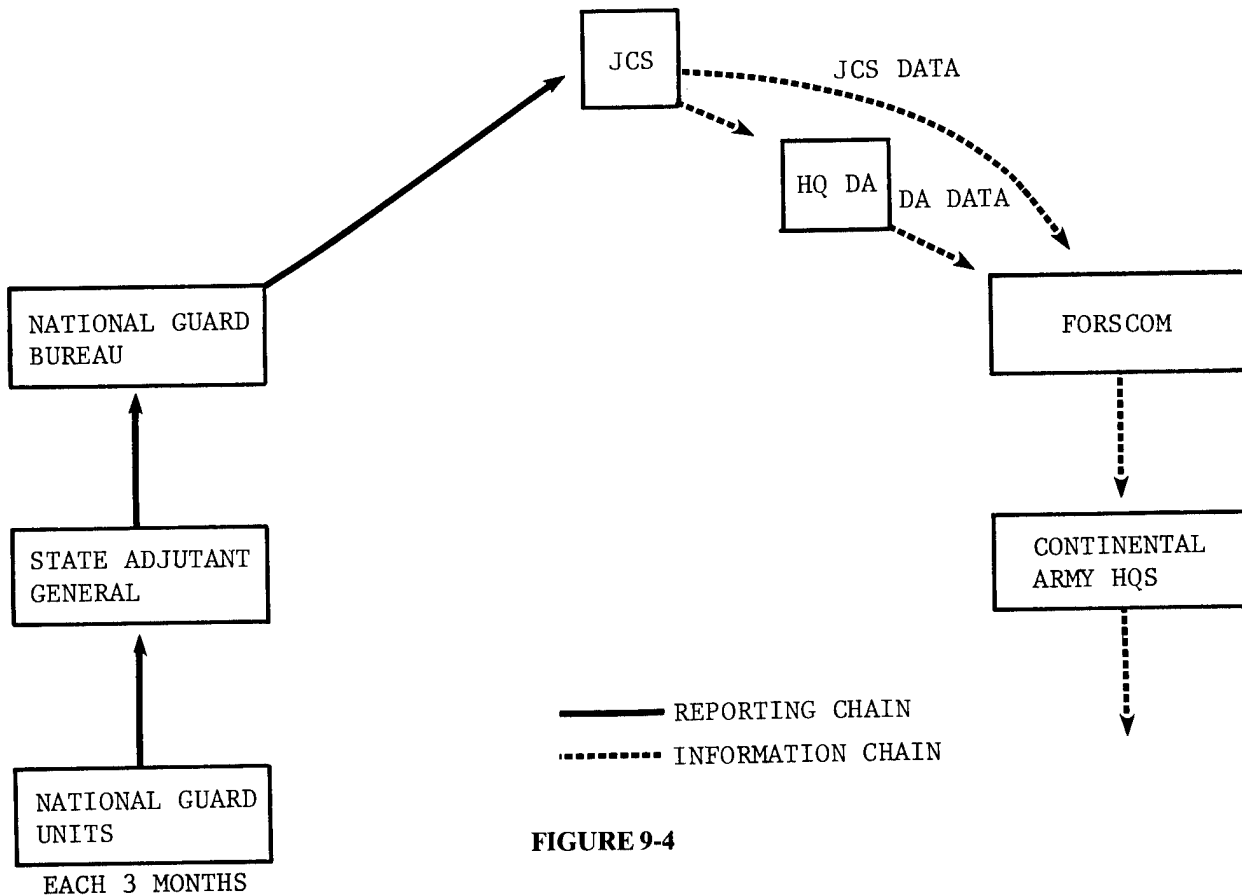 JCS
JCS DATA
HQ DA
DA DATA
NATIONAL GUARD
BUREAU
FORSCOM
STATE ADJUTANT
GENERAL
CONTINENTAL
ARMY HQS
REPORTING CHAIN
INFORMATION CHAIN
NATIONAL GUARD
UNITS
FIGURE 9-4
EACH 3 MONTHS